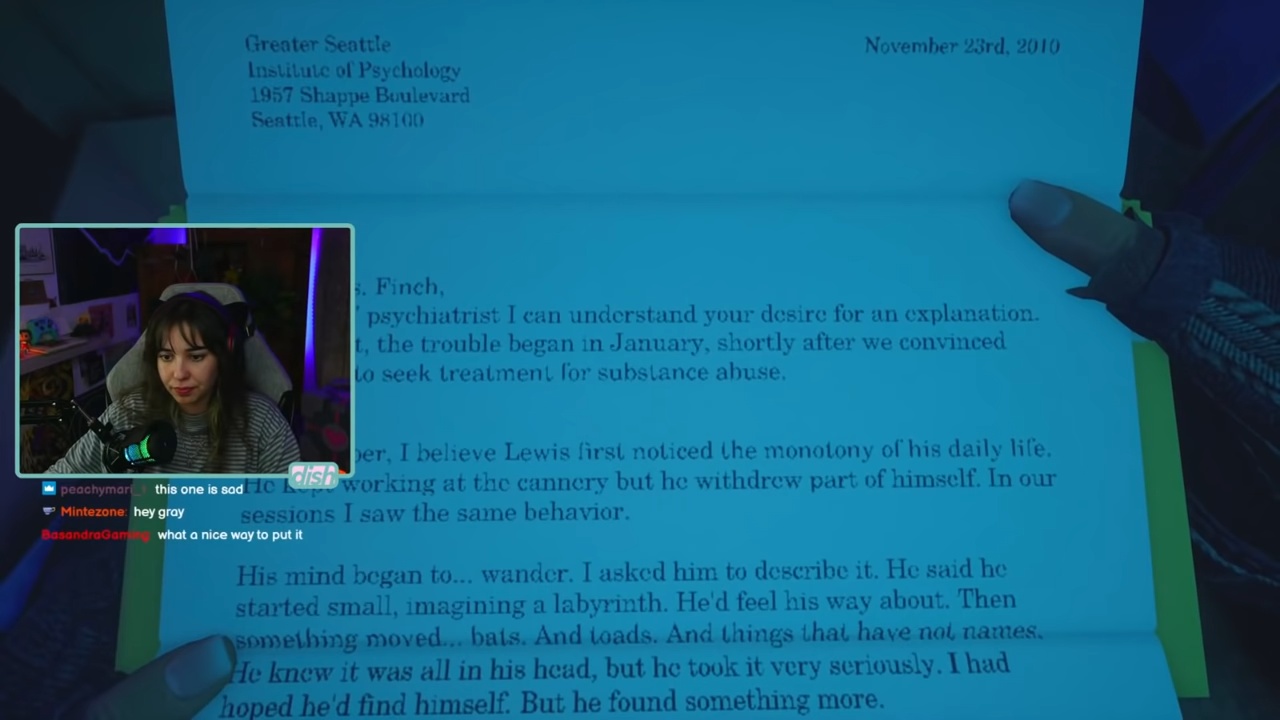 Greater Seattle
Institute of Psychology
1957 Shappe Boulevard
Seattle, WA 98100
November 23rd, 2010
s. Finch,
psychiatrist I can understand your desire for an explanation.
t, the trouble began in January, shortly after we convinced
to seek treatment for substance abuse.
ber, I believe Lewis first noticed the monotony of his daily life.
He kept working at the cannery but he withdrew part of himself. In our
sessions I saw the same behavior.
His mind began to... wander. I asked him to describe it. He said he
started small, imagining a labyrinth. He'd feel his way about. Then
something moved... bats. And toads. And things that have not names.
He knew it was all in his head, but he took it very seriously. I had
hoped he'd find himself. But he found something more.
dish
this one is sad
Mintezone: hey gray
BasandraGaming: what a nice way to put it